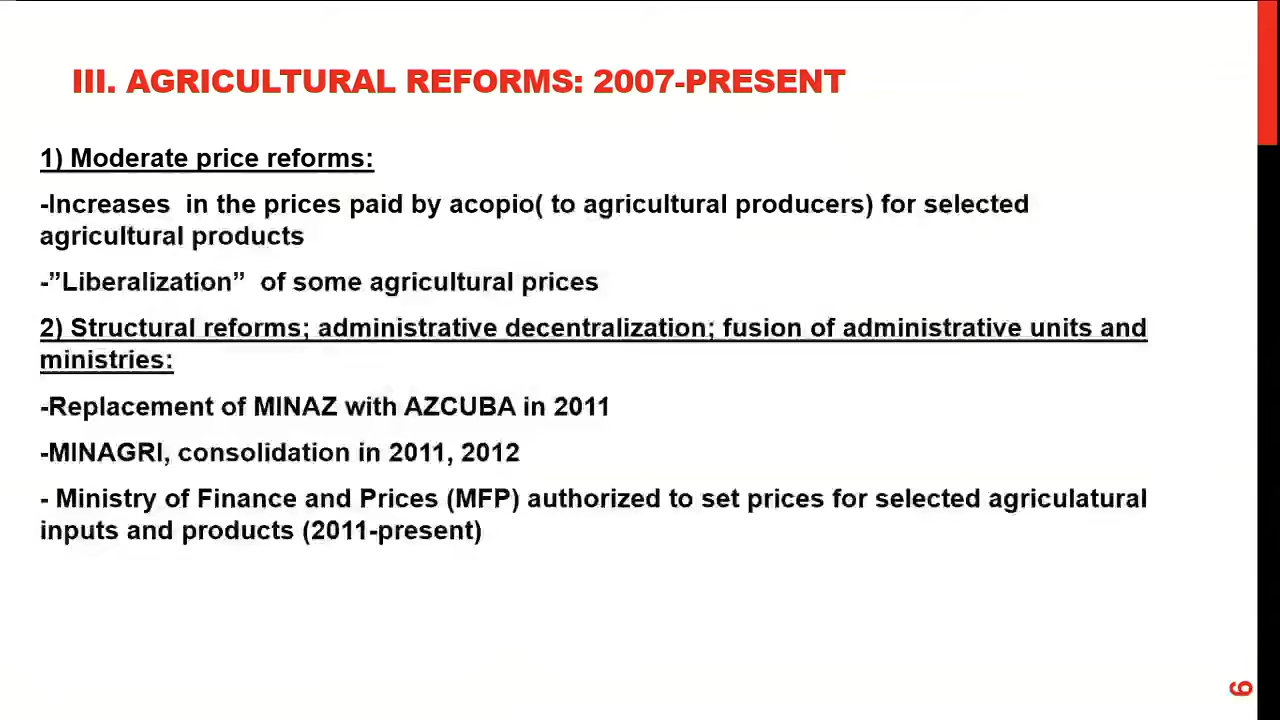 III. AGRICULTURAL REFORMS: 2007-PRESENT
1) Moderate price reforms:
-Increases  in the prices paid by acopio( to agricultural producers) for selected
agricultural products
-”Liberalization”  of some agricultural prices
2) Structural reforms; administrative decentralization; fusion of administrative units and
ministries:
-Replacement of MINAZ with AZCUBA in 2011
-MINAGRI, consolidation in 2011, 2012
- Ministry of Finance and Prices (MFP) authorized to set prices for selected agriculatural
inputs and products (2011-present)
6